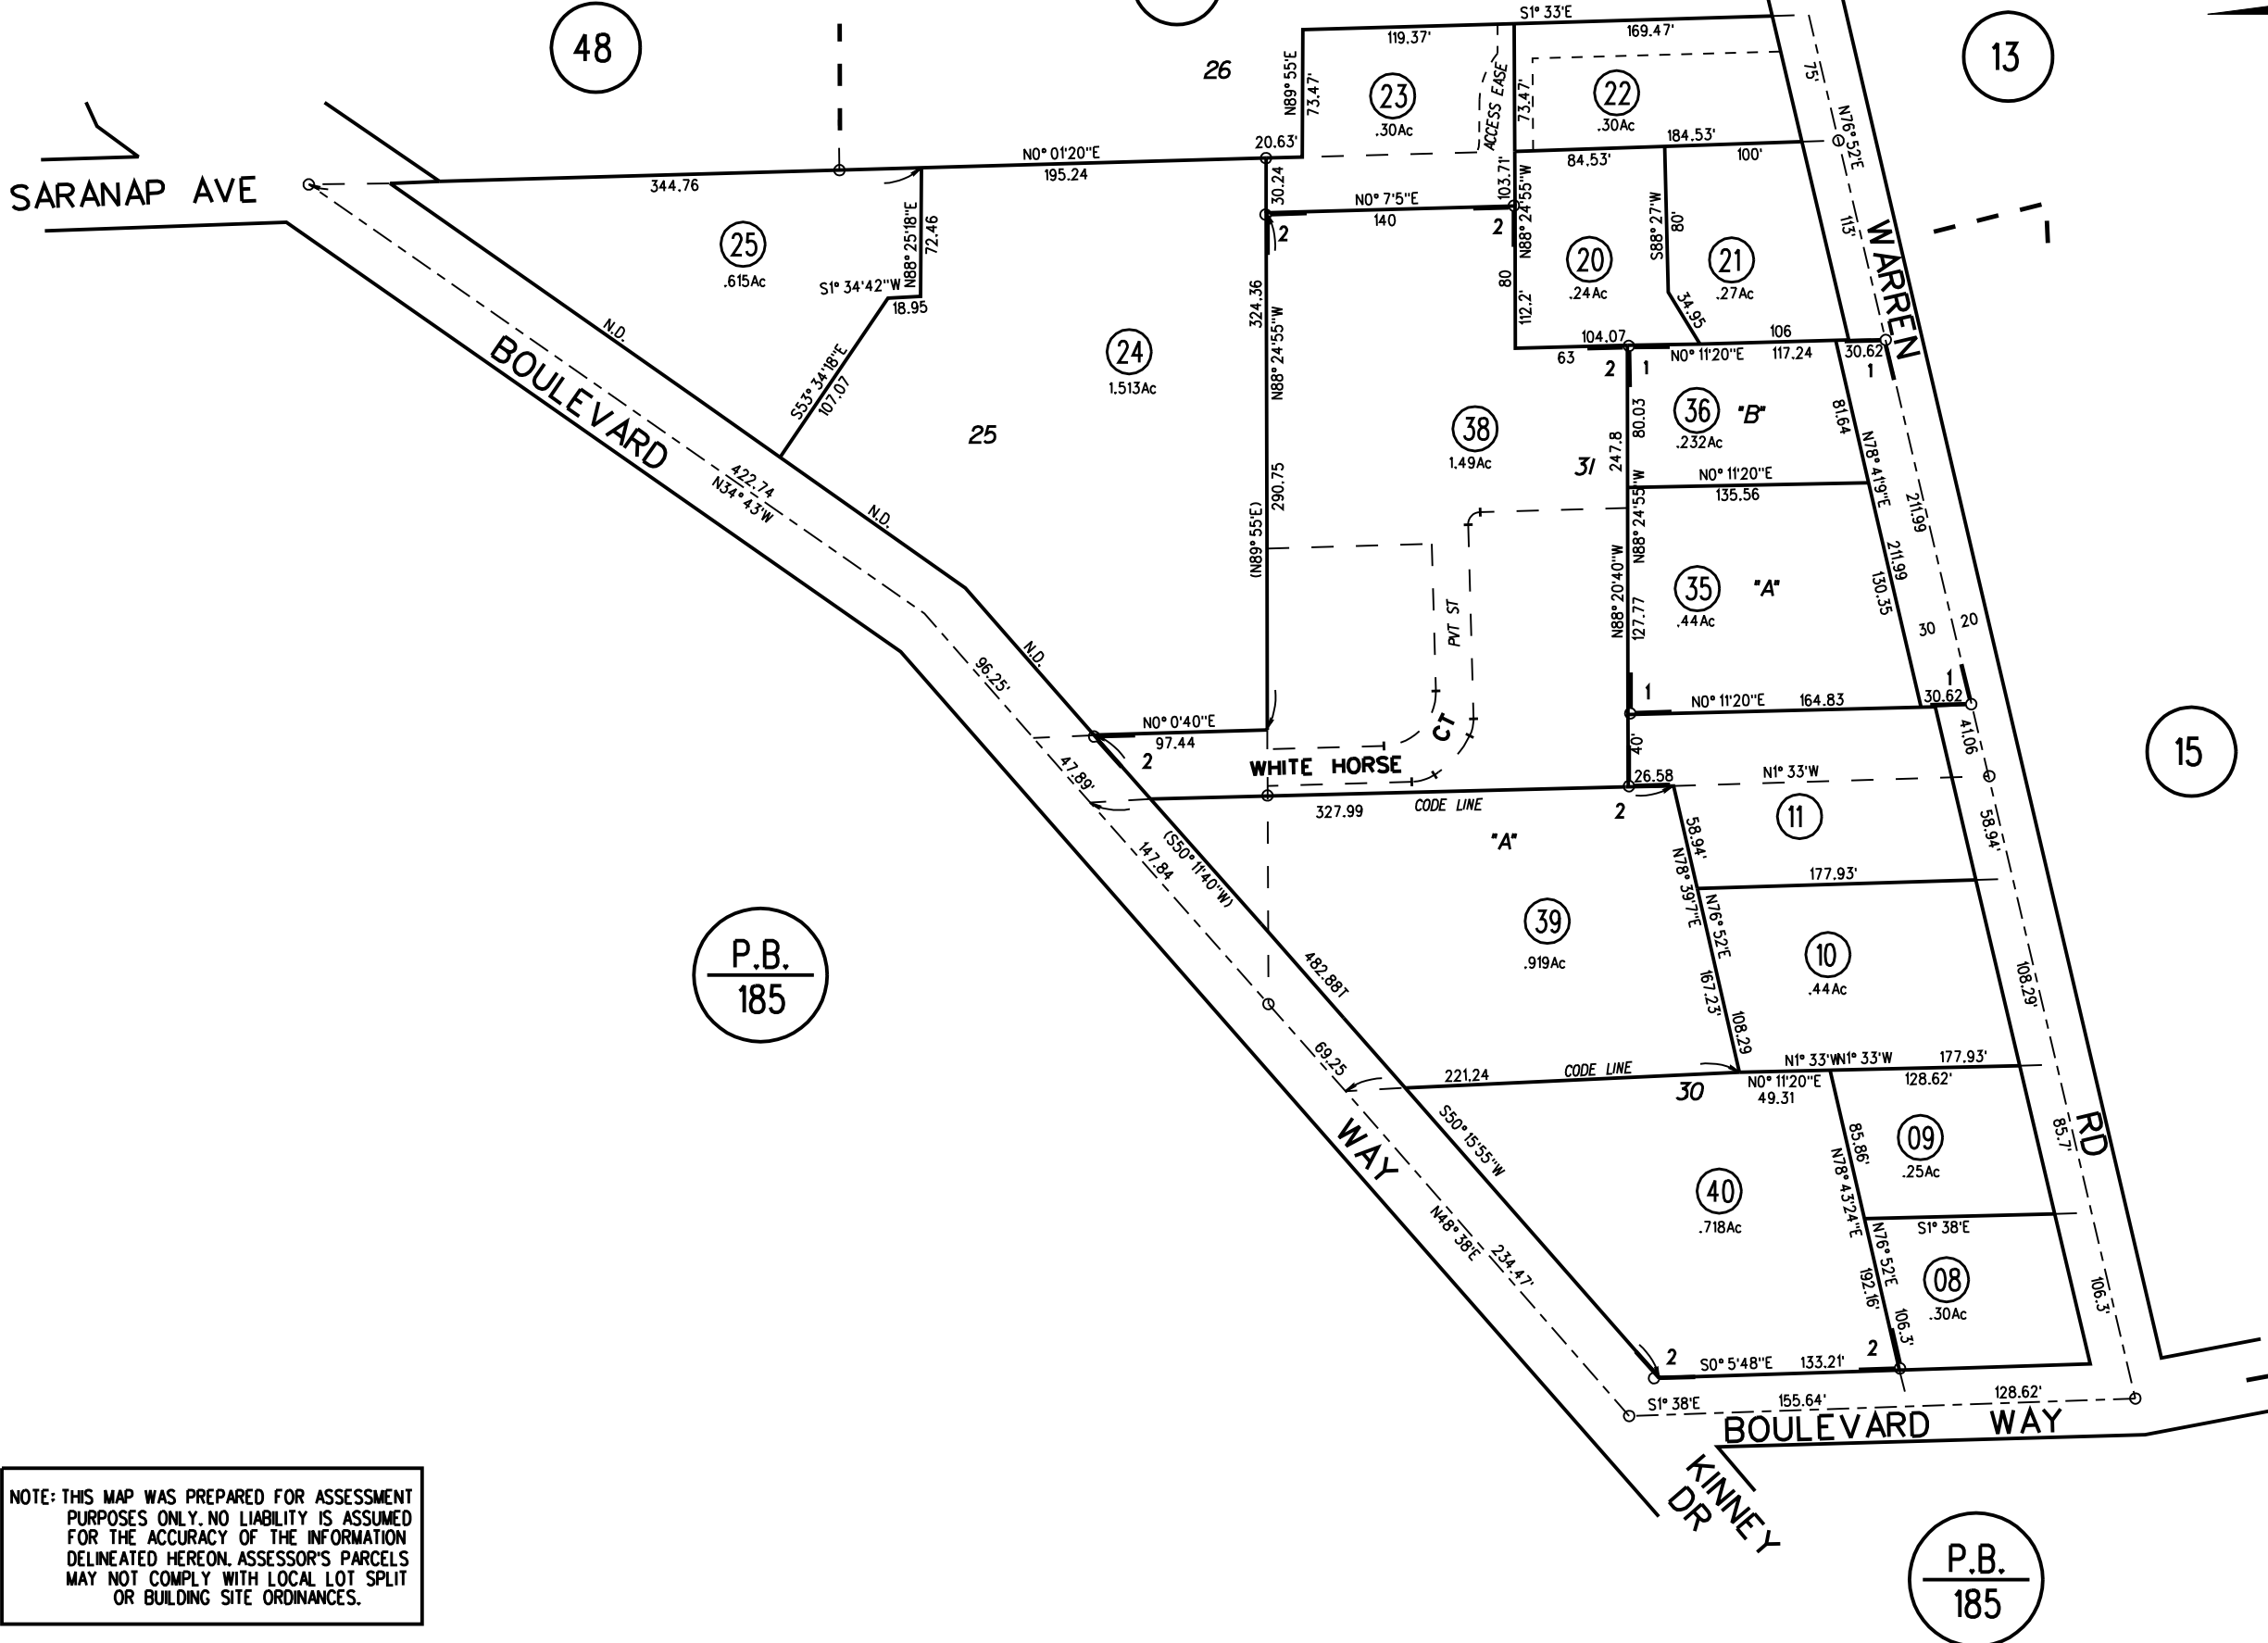 48
13
S1° 33'E
119.37'
169.47'
26
N89° 55'E
73.47'
23
.30Ac
ACCESS EASE
73.47'
22
.30Ac
75'
N76° 52'E
SARANAP AVE
344.76
N0° 01'20"E
195.24
20.63'
184.53'
84.53'
100'
30.24
N0° 7'5"E
140
2
2
103.71'
N88° 24'55"W
80
112.2'
20
.24Ac
S88° 27'W
80'
21
.27Ac
34.95
113'
WARREN
25
.615Ac
N88° 25'18"E
72.46
S1° 34'42"W
18.95
S53° 34'18"E
107.07
N.D.
BOULEVARD
24
1.513Ac
25
324.36
N88° 24'55"W
(N89° 55'E)
290.75
104.07
63
2
1
N0° 11'20"E
106
117.24
30.62
1
38
1.49Ac
31
36
"B"
.232Ac
80.03
247.8
81.64
N78° 41'9"E
N0° 11'20"E
135.56
N88° 24'55"W
N88° 20'40"W
127.77
35
"A"
.44Ac
211.99
211.99
130.35
30
20
422.74
N34° 43'W
N.D.
N.D.
96.25'
PVT ST
N0° 0'40"E
97.44
2
47.89'
WHITE HORSE
CT
1
N0° 11'20"E
164.83
30.62
1
40'
41.06
15
26.58
N1° 33'W
2
327.99
CODE LINE
"A"
11
58.94'
58.94'
147.84
(S50° 11'40"W)
N78° 39'7"E
177.93'
N76° 52'E
39
.919Ac
10
.44Ac
167.23'
108.29
108.29'
P.B.
185
482.88T
69.25
221.24
CODE LINE
30
N1° 33'W
N1° 33'W
177.93'
N0° 11'20"E
49.31
128.62'
WAY
S50° 15'55"W
85.86'
N78° 43'24"E
09
.25Ac
85.7'
RD
40
.718Ac
S1° 38'E
N48° 38'E
234.47'
N76° 52'E
192.16'
08
.30Ac
106.3'
106.3'
2
S0° 5'48"E
133.21'
2
S1° 38'E
155.64'
128.62'
BOULEVARD WAY
KINNEY
DR
NOTE: THIS MAP WAS PREPARED FOR ASSESSMENT
PURPOSES ONLY. NO LIABILITY IS ASSUMED
FOR THE ACCURACY OF THE INFORMATION
DELINEATED HEREON. ASSESSOR'S PARCELS
MAY NOT COMPLY WITH LOCAL LOT SPLIT
OR BUILDING SITE ORDINANCES.
P.B.
185